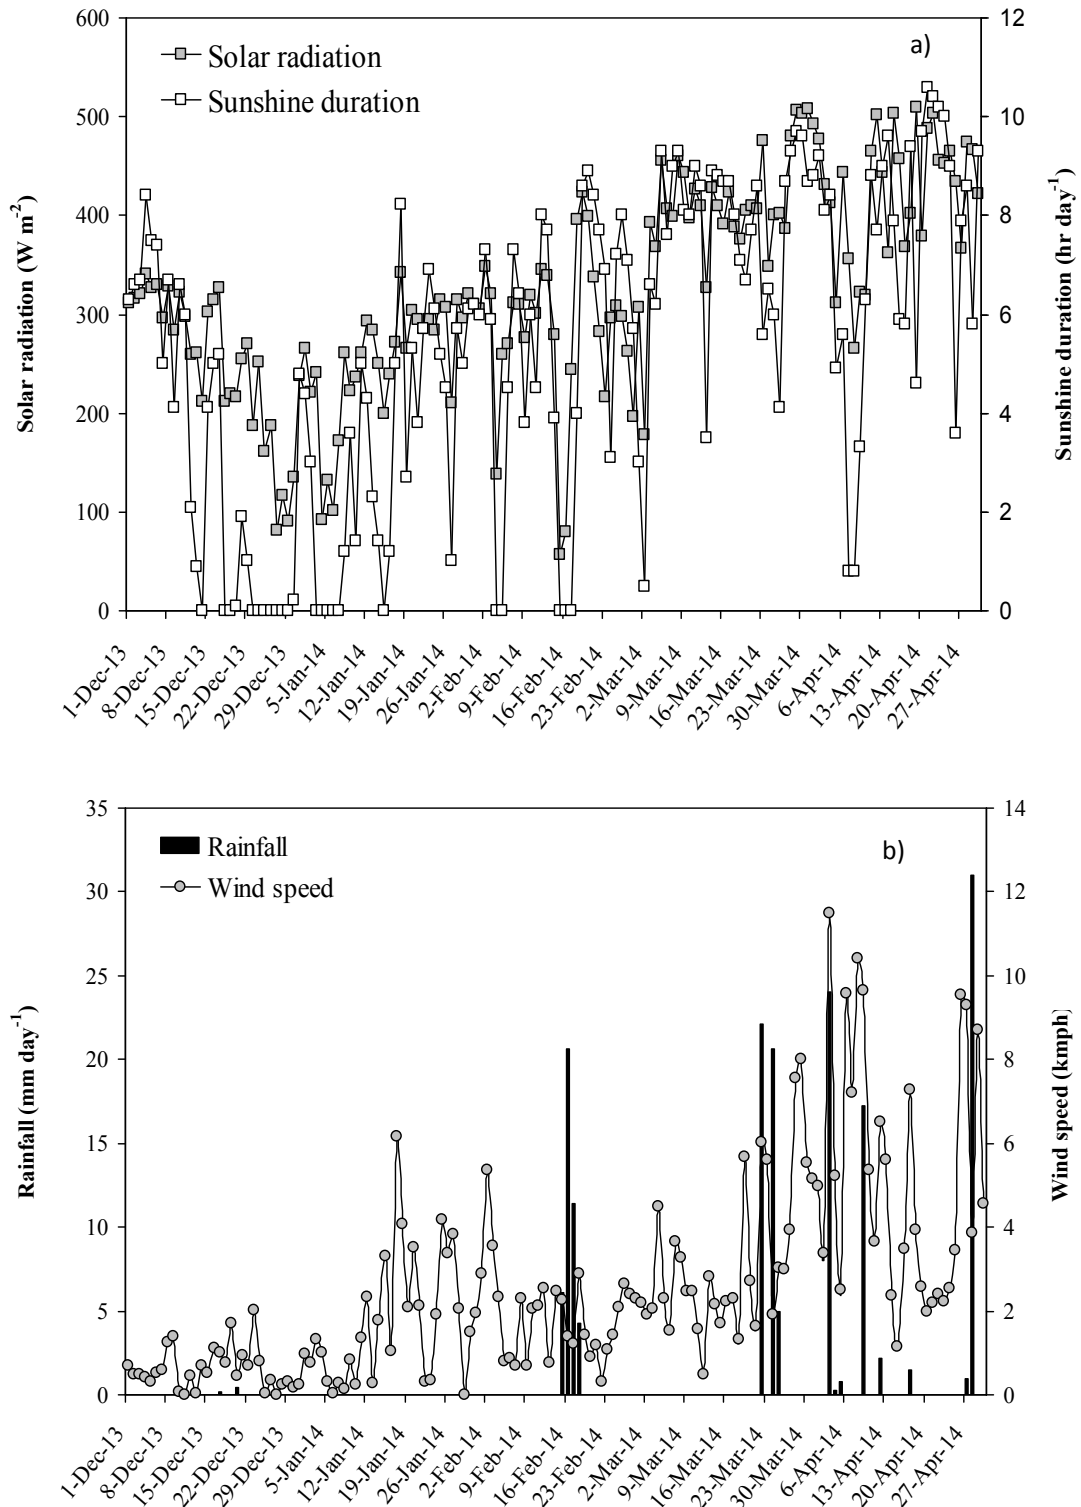 600
500
400
300
200
100
0
Solar radiation (W m-2)
Solar radiation
Sunshine duration
a)
12
10
8
6
4
2
0
Sunshine duration (hr day-1)
1-Dec-13
8-Dec-13
15-Dec-13
22-Dec-13
29-Dec-13
5-Jan-14
12-Jan-14
19-Jan-14
26-Jan-14
2-Feb-14
9-Feb-14
16-Feb-14
23-Feb-14
2-Mar-14
9-Mar-14
16-Mar-14
23-Mar-14
30-Mar-14
6-Apr-14
13-Apr-14
20-Apr-14
27-Apr-14
35
30
25
20
15
10
5
0
Rainfall (mm day-1)
Rainfall
Wind speed
b)
14
12
10
8
6
4
2
0
Wind speed (kmph)
1-Dec-13
8-Dec-13
15-Dec-13
22-Dec-13
29-Dec-13
5-Jan-14
12-Jan-14
19-Jan-14
26-Jan-14
2-Feb-14
9-Feb-14
16-Feb-14
23-Feb-14
2-Mar-14
9-Mar-14
16-Mar-14
23-Mar-14
30-Mar-14
6-Apr-14
13-Apr-14
20-Apr-14
27-Apr-14